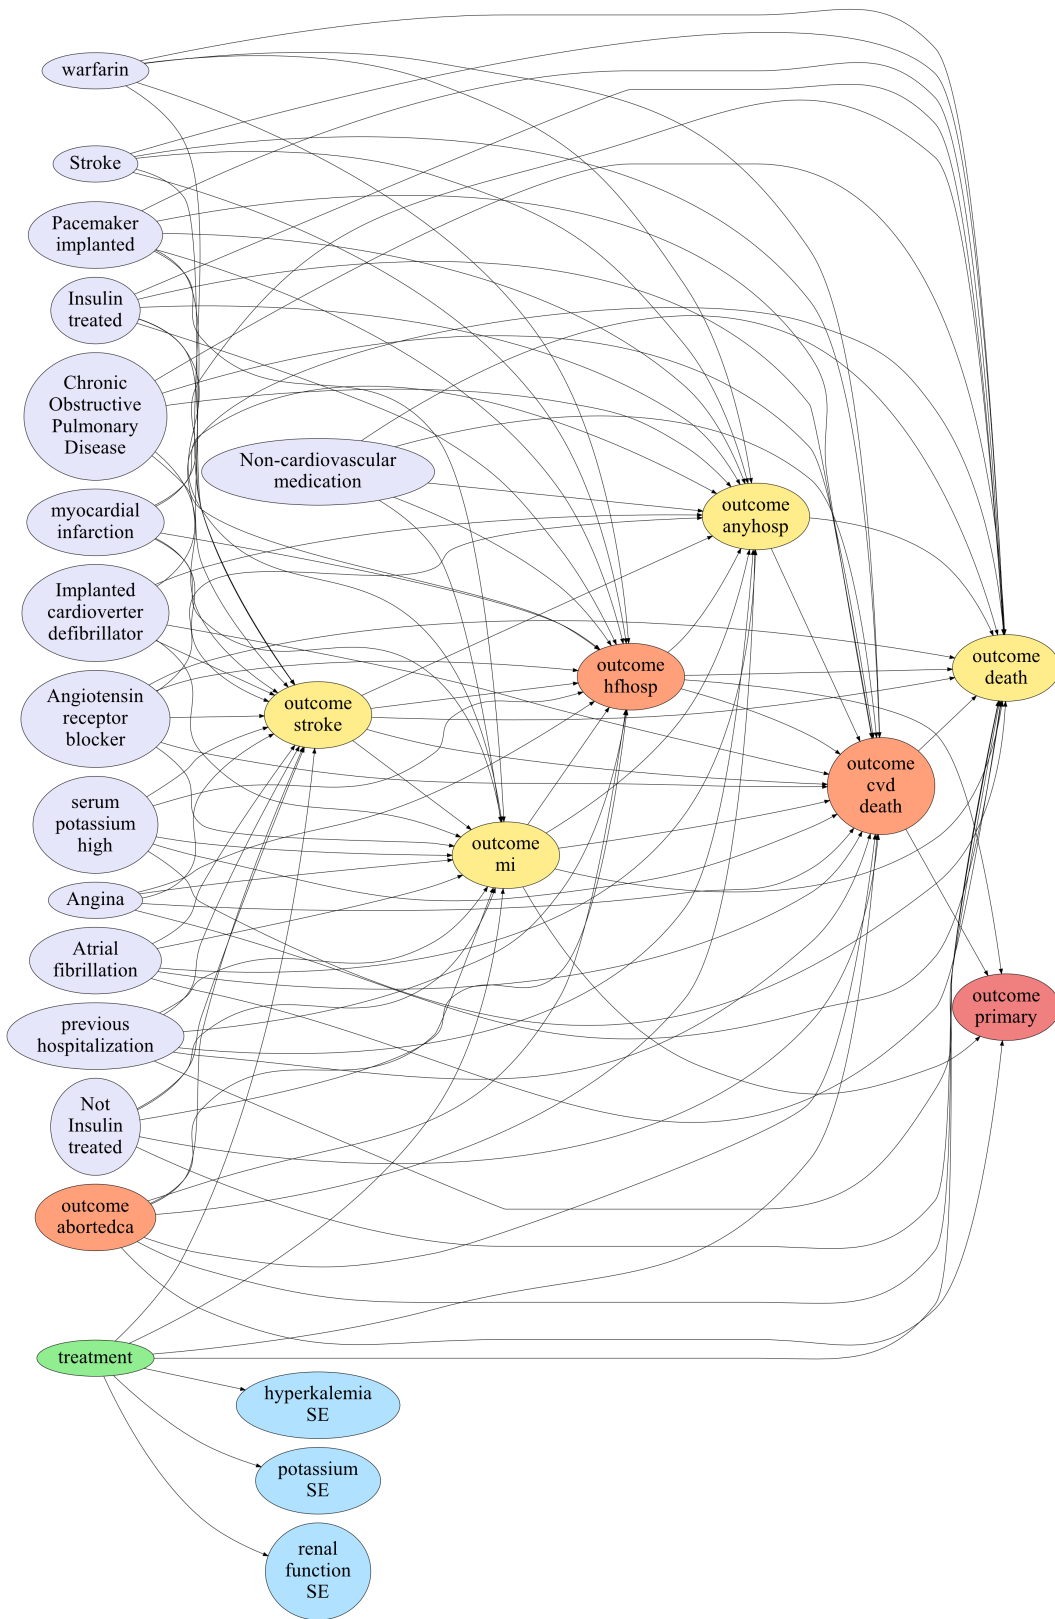 warfarin
Stroke
Pacemaker
implanted
Insulin
treated
Chronic
Obstructive
Pulmonary
Disease
Non-cardiovascular
medication
myocardial
infarction
outcome
anyhosp
Implanted
cardioverter
defibrillator
outcome
hfhosp
outcome
death
Angiotensin
receptor
blocker
outcome
stroke
outcome
cvd
death
serum
potassium
high
outcome
mi
Angina
Atrial
fibrillation
outcome
primary
previous
hospitalization
Not
Insulin
treated
outcome
abortedca
treatment
hyperkalemia
SE
potassium
SE
renal
function
SE